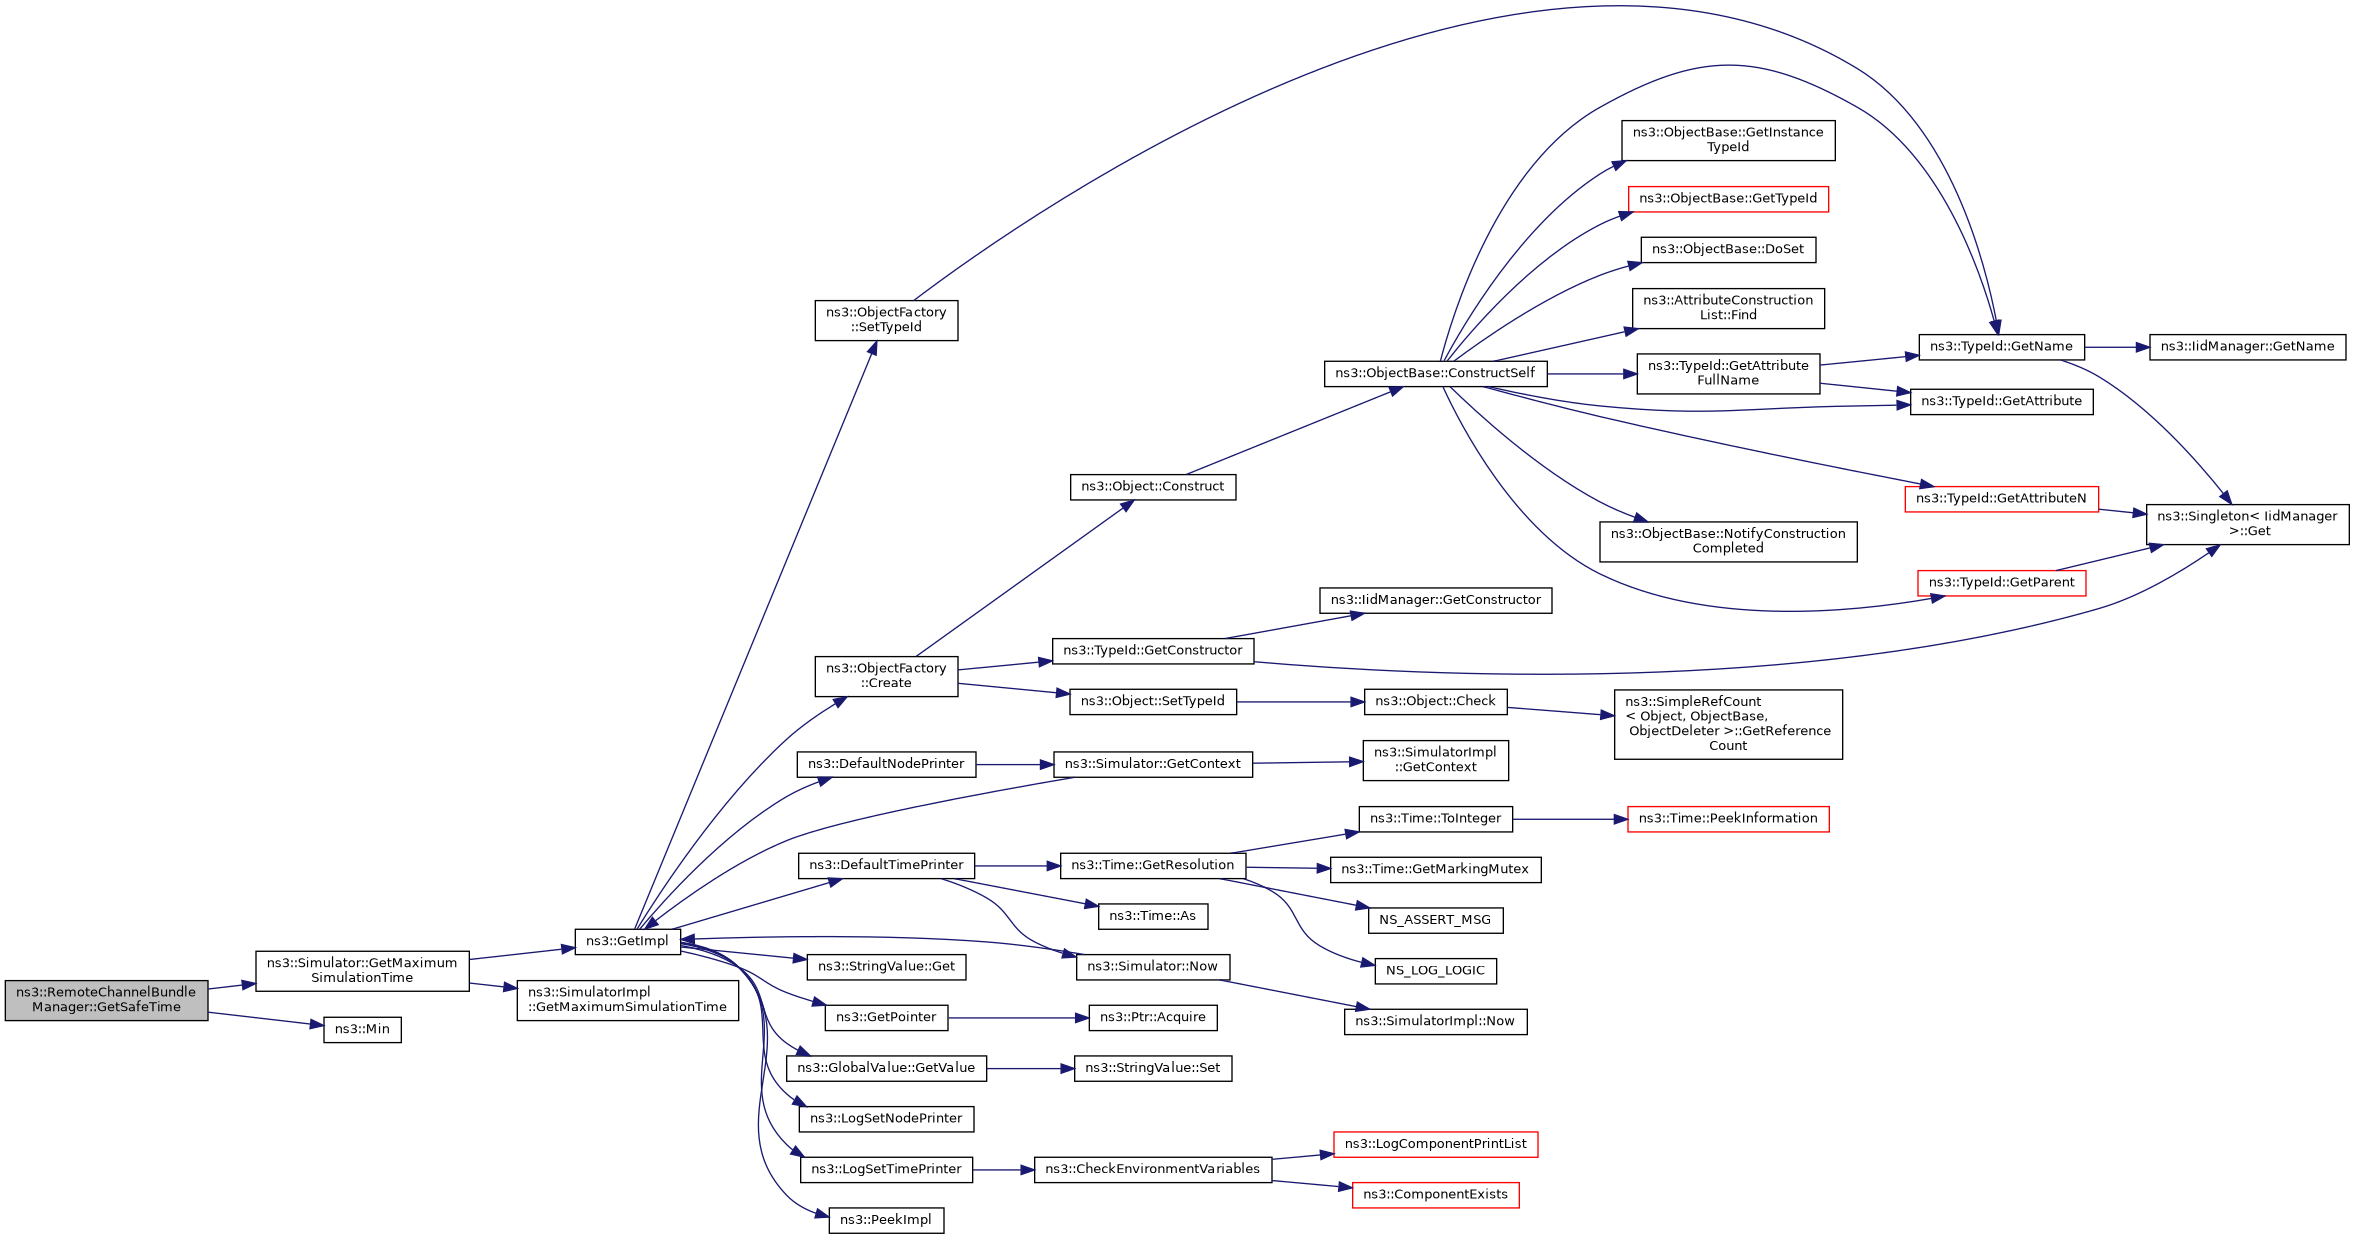 ns3::RemoteChannelBundle
Manager::GetSafeTime
ns3::Simulator::GetMaximum
SimulationTime
ns3::Min
ns3::GetImpl
ns3::SimulatorImpl
::GetMaximumSimulationTime
ns3::ObjectFactory
::SetTypeId
ns3::ObjectFactory
::Create
ns3::DefaultNodePrinter
ns3::DefaultTimePrinter
ns3::StringValue::Get
ns3::GetPointer
ns3::GlobalValue::GetValue
ns3::LogSetNodePrinter
ns3::LogSetTimePrinter
ns3::PeekImpl
ns3::Object::Construct
ns3::TypeId::GetConstructor
ns3::Object::SetTypeId
ns3::Simulator::GetContext
ns3::Time::GetResolution
ns3::Time::As
ns3::Simulator::Now
ns3::Ptr::Acquire
ns3::StringValue::Set
ns3::CheckEnvironmentVariables
ns3::ObjectBase::ConstructSelf
ns3::IidManager::GetConstructor
ns3::Object::Check
ns3::SimulatorImpl
::GetContext
ns3::Time::ToInteger
ns3::Time::GetMarkingMutex
NS_ASSERT_MSG
NS_LOG_LOGIC
ns3::SimulatorImpl::Now
ns3::LogComponentPrintList
ns3::ComponentExists
ns3::ObjectBase::GetInstance
TypeId
ns3::ObjectBase::GetTypeId
ns3::ObjectBase::DoSet
ns3::AttributeConstruction
List::Find
ns3::TypeId::GetAttribute
FullName
ns3::ObjectBase::NotifyConstruction
Completed
ns3::SimpleRefCount
< Object, ObjectBase,
ObjectDeleter >::GetReference
Count
ns3::Time::PeekInformation
ns3::TypeId::GetName
ns3::TypeId::GetAttribute
ns3::TypeId::GetAttributeN
ns3::TypeId::GetParent
ns3::IidManager::GetName
ns3::Singleton< IidManager
>::Get